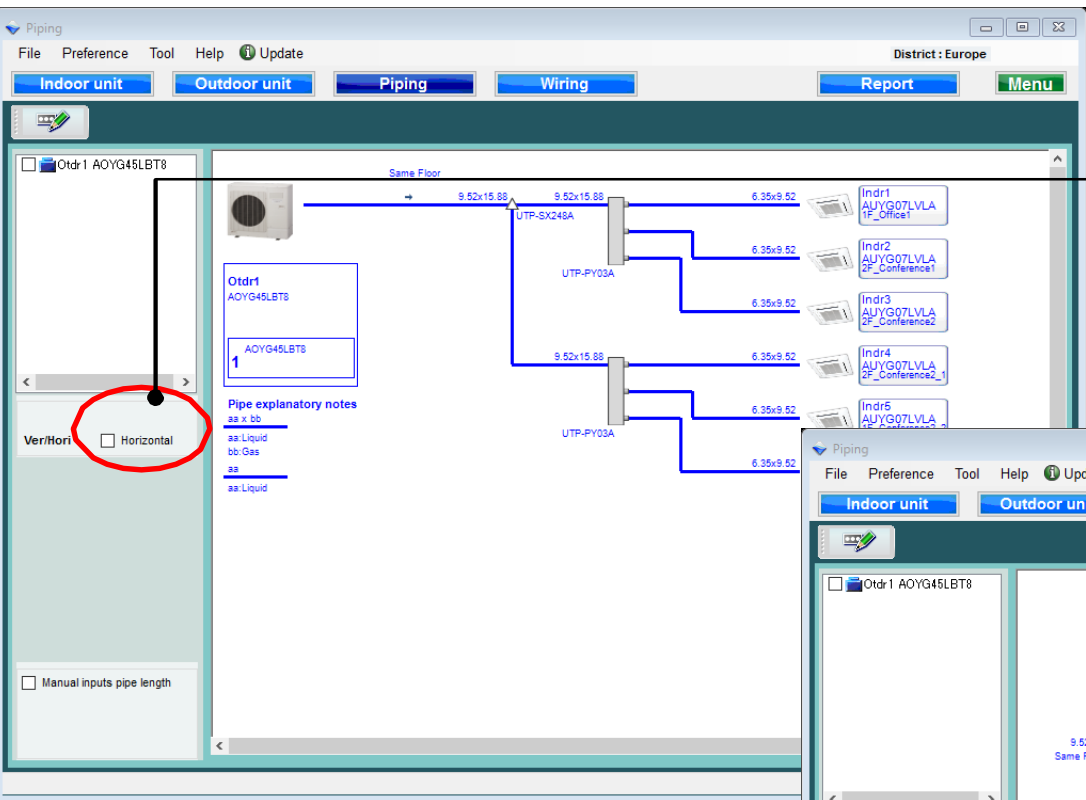 Piping
File Preference Tool Help Update
District : Europe
Indoor unit Outdoor unit Piping Wiring Report Menu
Otdr1 AOYG45LBT8
Ver/Hori Horizontal
Manual inputs pipe length
Same Floor
9.52x15.88 9.52x15.88 6.35x9.52
UTP-SX248A
Indr1
AUYG07LVLA
1F_Office1
6.35x9.52
Indr2
AUYG07LVLA
2F_Conference1
UTP-PY03A
6.35x9.52
Indr3
AUYG07LVLA
2F_Conference2
9.52x15.88 6.35x9.52
Indr4
AUYG07LVLA
2F_Conference2_1
6.35x9.52
Indr5
AUYG07LVLA
UTP-PY03A
6.35x9.52
Otdr1
AOYG45LBT8
AOYG45LBT8
1
Pipe explanatory notes
aa x bb
aa:Liquid
bb:Gas
aa
aa:Liquid
Piping
File Preference Tool Help
Indoor unit Outdoor un
Otdr1 AOYG45LBT8
9.5
Same